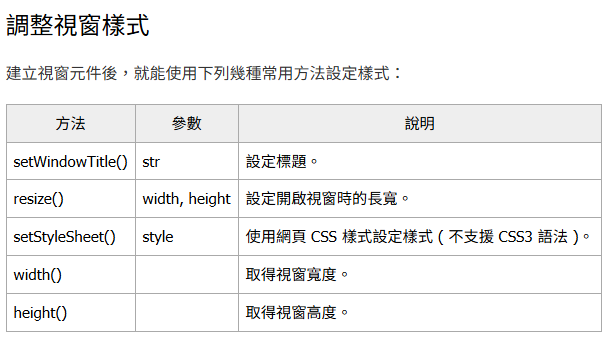 調整視窗樣式
建立視窗元件後，就能使用下列幾種常用方法設定樣式：
方法 參數 說明
setWindowTitle() str 設定標題。
resize() width, height 設定開啟視窗時的長寬。
setStyleSheet() style 使用網頁 CSS 樣式設定樣式 ( 不支援 CSS3 語法 )。
width() 取得視窗寬度。
height() 取得視窗高度。